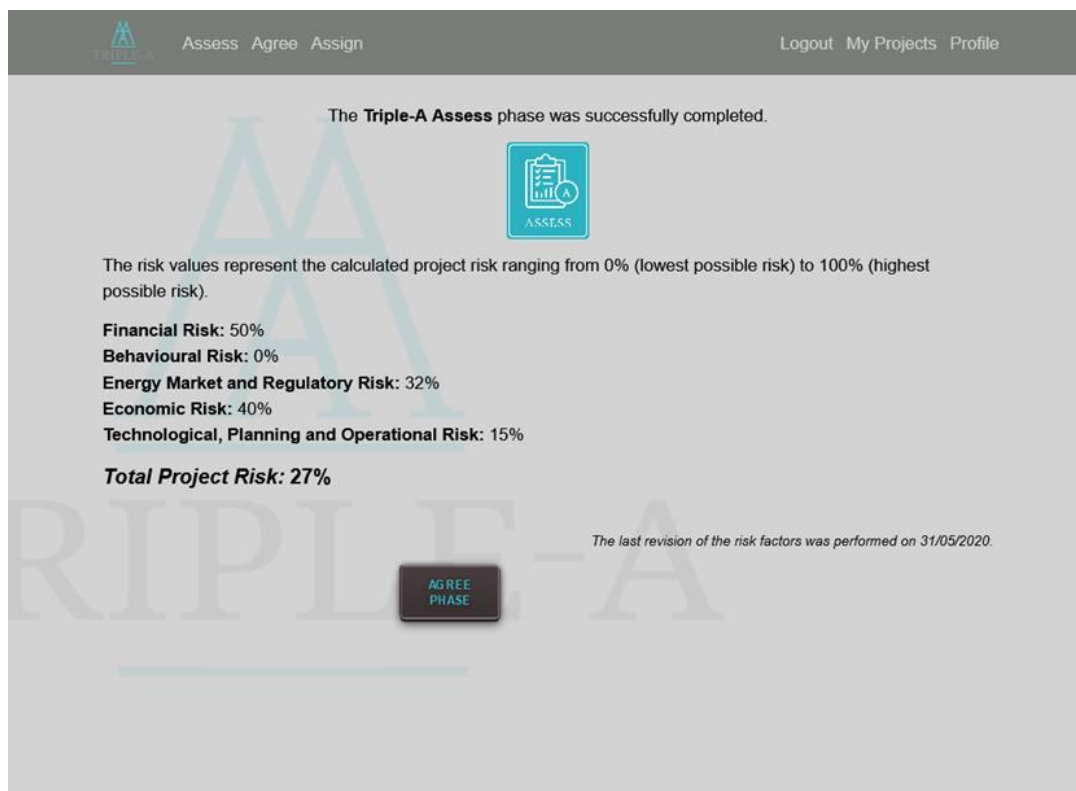 TRIPLE-A
Assess Agree Assign
Logout My Projects Profile
The Triple-A Assess phase was successfully completed.
A
ASSESS
The risk values represent the calculated project risk ranging from 0% (lowest possible risk) to 100% (highest
possible risk).
Financial Risk: 50%
Behavioural Risk: 0%
Energy Market and Regulatory Risk: 32%
Economic Risk: 40%
Technological, Planning and Operational Risk: 15%
Total Project Risk: 27%
TRIPLE-A
The last revision of the risk factors was performed on 31/05/2020.
AGREE
PHASE